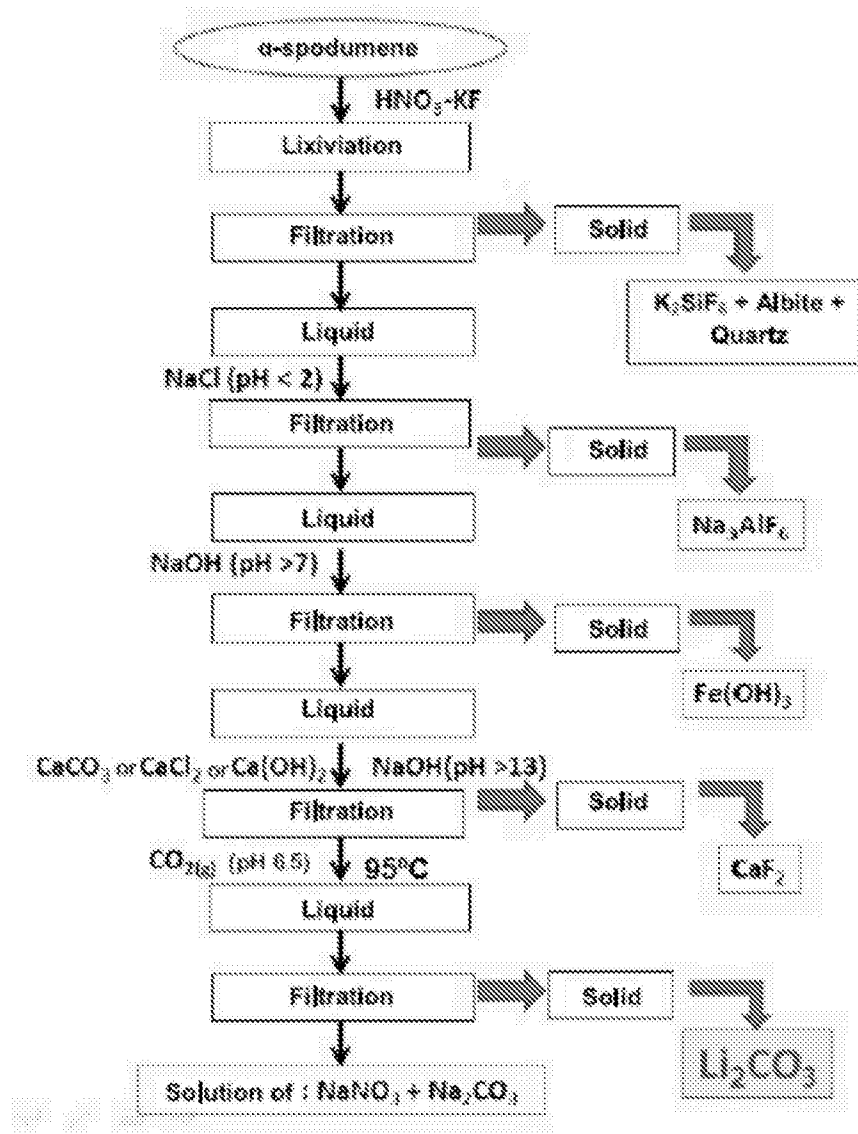 α-spodumene
HNO₃-KF
Lixiviation
Filtration
Solid
K₂SiF₆ + Albite +
Quartz
Liquid
NaCl (pH < 2)
Filtration
Solid
Na₃AlF₆
Liquid
NaOH (pH >7)
Filtration
Solid
Fe(OH)₃
Liquid
CaCO₃ or CaCl₂ or Ca(OH)₂ NaOH(pH >13)
Filtration
Solid
CaF₂
CO₂₍g₎ (pH 6.5) 95°C
Liquid
Filtration
Solid
Li₂CO₃
Solution of : NaNO₃ + Na₂CO₃